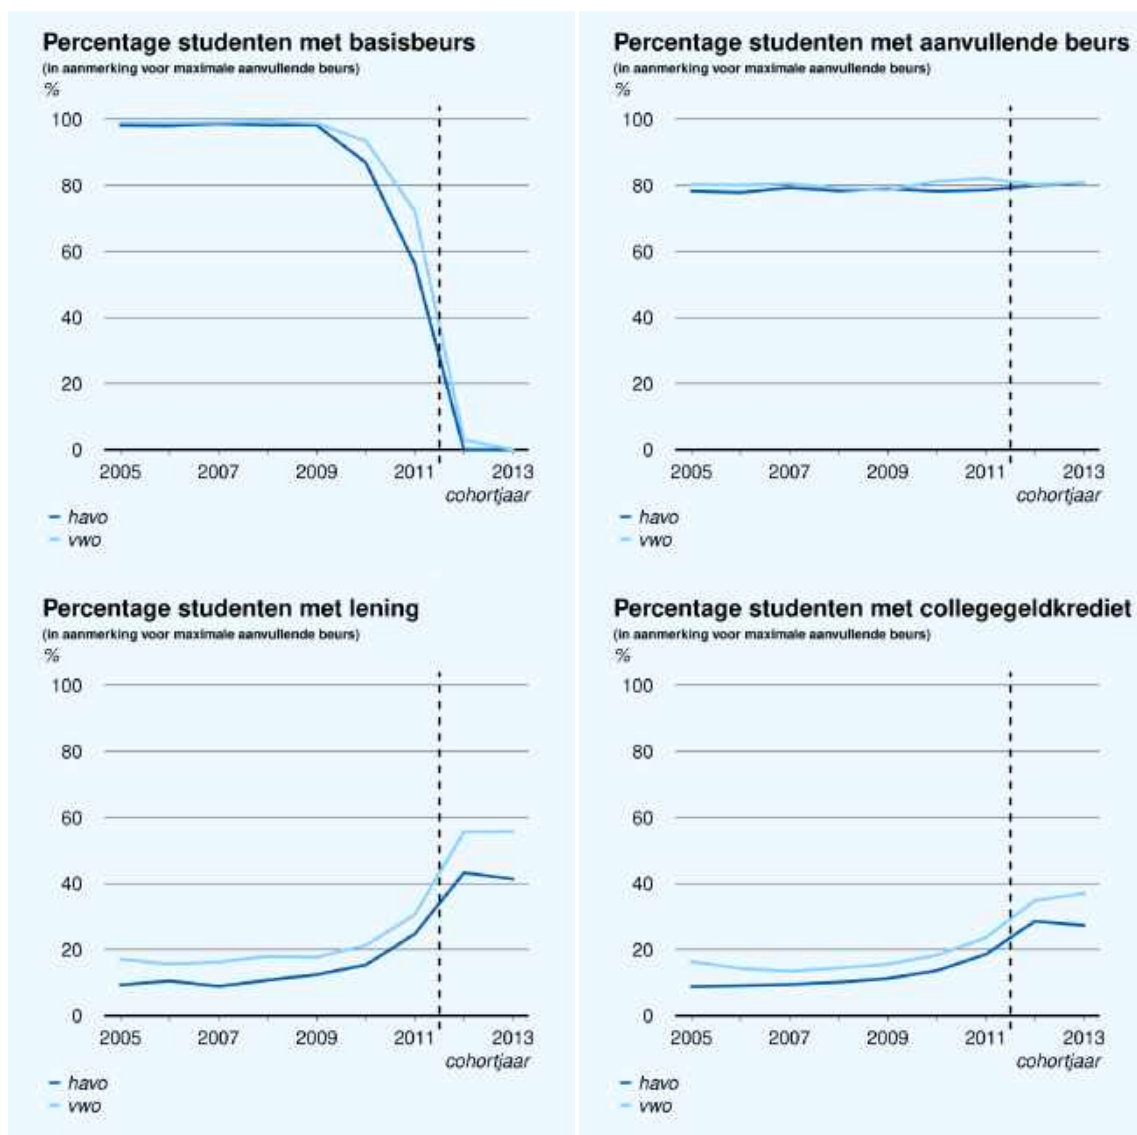 Percentage studenten met basisbeurs
(in aanmerking voor maximale aanvullende beurs)
%
100
80
60
40
20
0
2005 2007 2009 2011 2013
cohortjaar
havo
vwo
Percentage studenten met aanvullende beurs
(in aanmerking voor maximale aanvullende beurs)
%
100
80
60
40
20
0
2005 2007 2009 2011 2013
cohortjaar
havo
vwo
Percentage studenten met lening
(in aanmerking voor maximale aanvullende beurs)
%
100
80
60
40
20
0
2005 2007 2009 2011 2013
cohortjaar
havo
vwo
Percentage studenten met collegegeldkrediet
(in aanmerking voor maximale aanvullende beurs)
%
100
80
60
40
20
0
2005 2007 2009 2011 2013
cohortjaar
havo
vwo